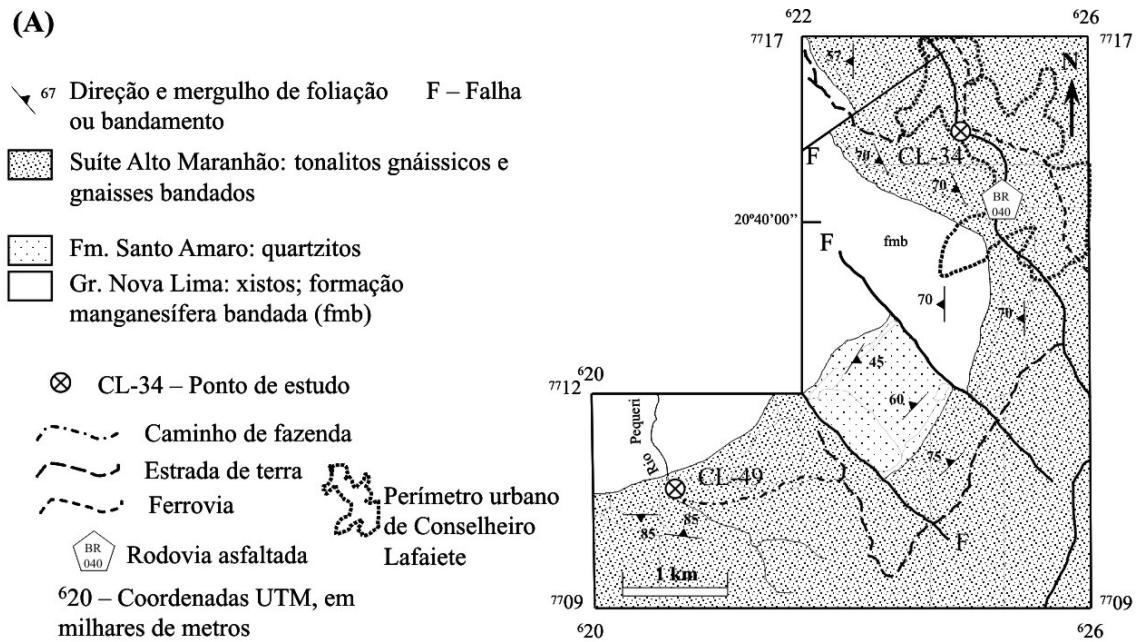 (A)
67 Direção e mergulho de foliação
ou bandamento
F – Falha
Suíte Alto Maranhão: tonalitos gnáissicos e
gnaisses bandados
Fm. Santo Amaro: quartzitos
Gr. Nova Lima: xistos; formação
manganesífera bandada (fmb)
CL-34 – Ponto de estudo
Caminho de fazenda
Estrada de terra
Ferrovia
Perímetro urbano
de Conselheiro
Lafaiete
BR
040
Rodovia asfaltada
⁶20 – Coordenadas UTM, em
milhares de metros
⁶22
⁶26
⁷⁷17
⁷⁷17
57
N
CL-34
F
70
70
BR
040
20°40'00''
F
fmb
70
70
45
60
75
⁶20
⁷⁷12
Rio Pequeri
CL-49
85
85
F
1 km
⁷⁷09
⁷⁷09
⁶20
⁶26